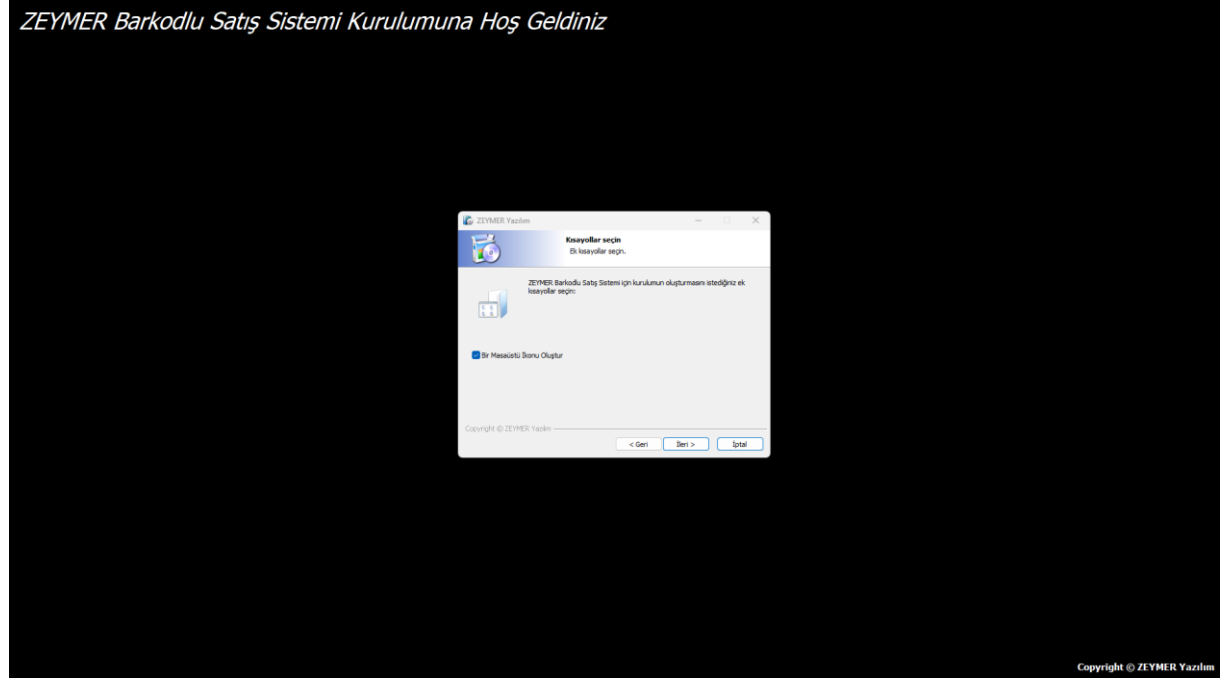 ZEYMER Barkodlu Satış Sistemi Kurulumuna Hoş Geldiniz
ZEYMER Yazılım
Kısayollar seçin
Ek kısayollar seçin.
ZEYMER Barkodlu Satış Sistemi için kurulumun oluşturmasını istediğiniz ek
kısayollar seçin:
Bir Masaüstü İkonu Oluştur
Copyright © ZEYMER Yazılım
< Geri
İleri >
İptal
Copyright © ZEYMER Yazılım